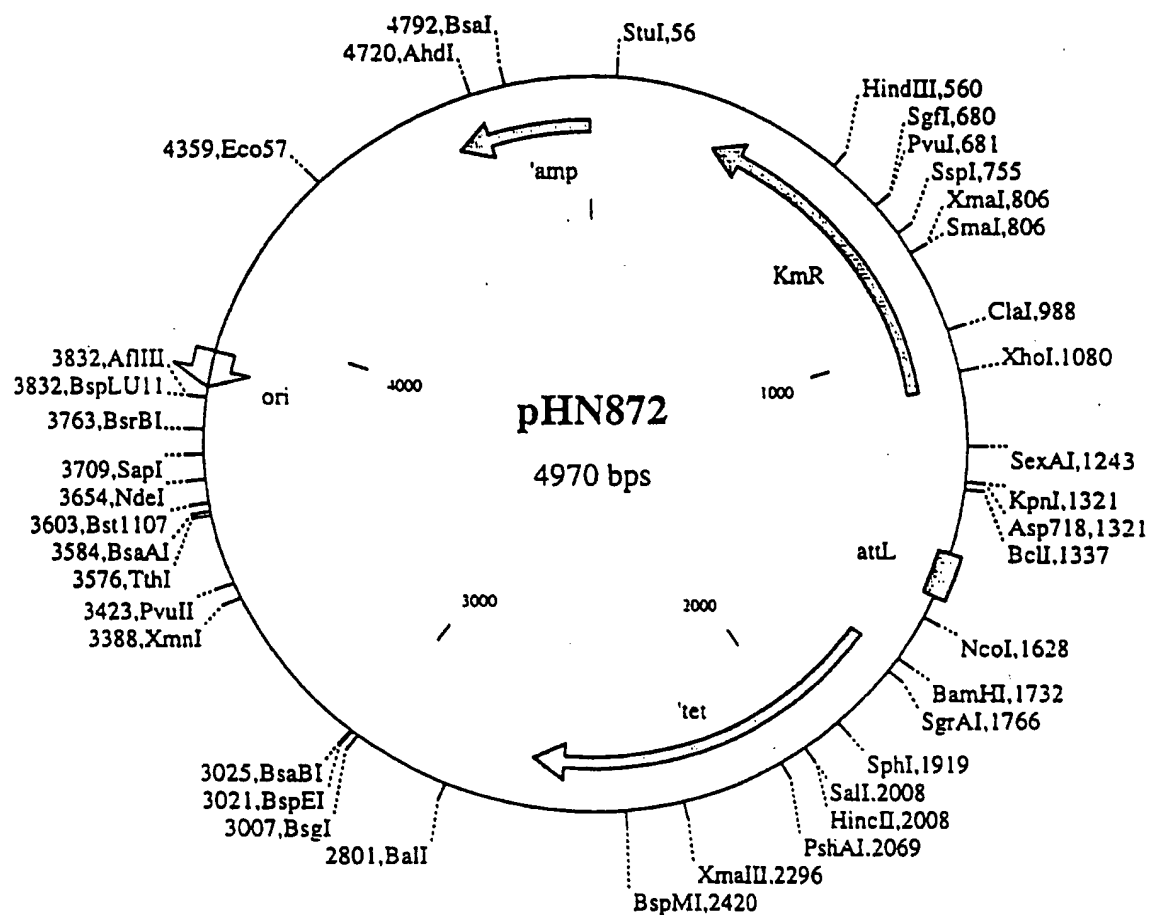 4792,BsaI
4720,AhdI
StuI,56
HindIII,560
SgfI,680
PvuI,681
SspI,755
XmaI,806
SmaI,806
4359,Eco57
'amp
KmR
ClaI,988
XhoI.1080
3832,AflIII
3832,BspLU11
ori
4000
1000
3763,BsrBI
pHN872
4970 bps
SexAI,1243
3709,SapI
3654,NdeI
3603,Bst1107
3584,BsaAI
3576,TthI
KpnI,1321
Asp718,1321
BclI,1337
attL
3423,PvuII
3388,XmnI
3000
2000
NcoI,1628
BamHI,1732
SgrAI,1766
'tet
SphI,1919
SalI.2008
HincII,2008
PshAI.2069
3025,BsaBI
3021,BspEI
3007,BsgI
2801,BalI
XmaIII.2296
BspMI,2420